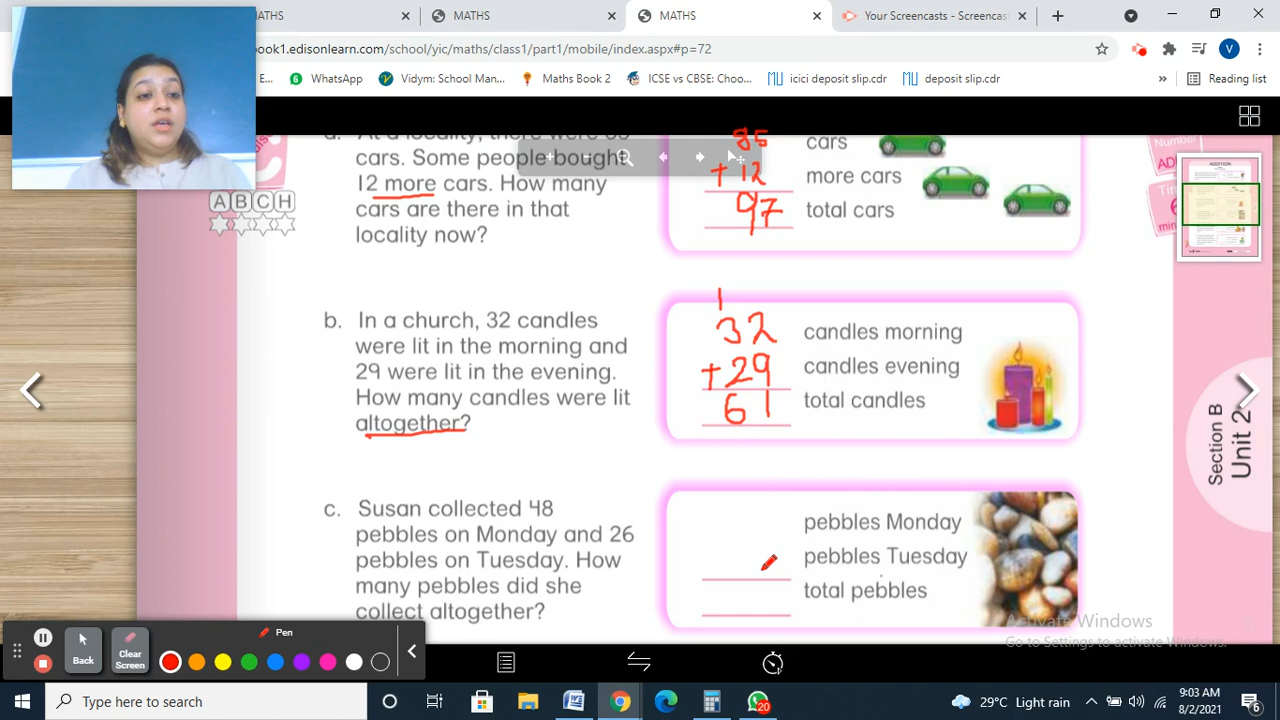 MATHS
MATHS
MATHS
Your Screencasts - Screencas
book1.edisonlearn.com/school/yic/maths/class1/part1/mobile/index.aspx#p=72
V
E...
WhatsApp
Vidym: School Man...
Maths Book 2
ICSE vs CBSE: Choo...
icici deposit slip.cdr
deposit slip.cdr
»
Reading list
cars. Some people bought
12 more cars. How many
cars are there in that
locality now?
A B C H
85
+12
97
cars
more cars
total cars
Number
AD
ADDITION
b. In a church, 32 candles
were lit in the morning and
29 were lit in the evening.
How many candles were lit
altogether?
1
32
+29
61
candles morning
candles evening
total candles
Section B
Unit 2
c. Susan collected 48
pebbles on Monday and 26
pebbles on Tuesday. How
many pebbles did she
collect altogether?
pebbles Monday
pebbles Tuesday
total pebbles
Activate Windows
Go to Settings to activate Windows.
Pen
Back
Clear
Screen
Type here to search
20
29°C Light rain
9:03 AM
8/2/2021
6